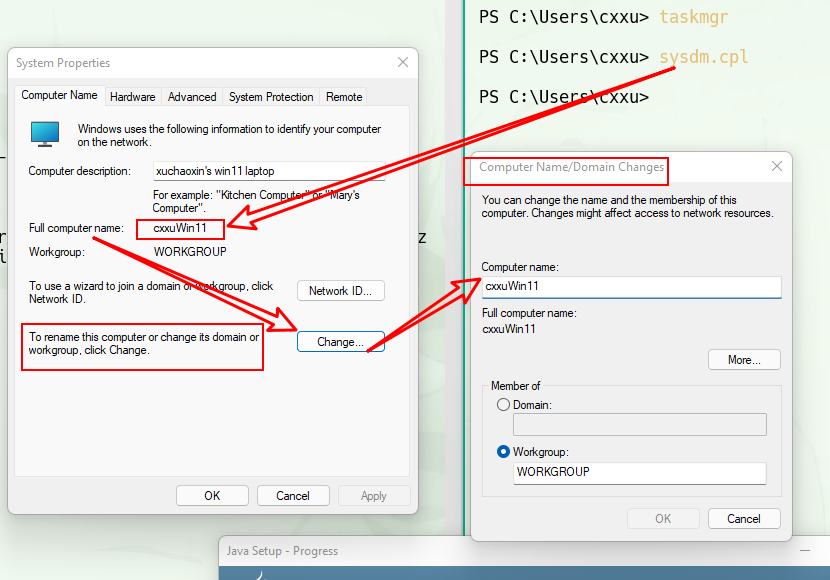 PS C:\Users\cxxu> taskmgr
PS C:\Users\cxxu> sysdm.cpl
PS C:\Users\cxxu>
System Properties
Computer Name Hardware Advanced System Protection Remote
Windows uses the following information to identify your computer
on the network.
Computer description: xuchaoxin's win11 laptop
For example: "Kitchen Computer" or "Mary's
Computer".
Full computer name: cxxuWin11
Workgroup: WORKGROUP
To use a wizard to join a domain or workgroup, click
Network ID.
Network ID...
To rename this computer or change its domain or
workgroup, click Change.
Change...
OK Cancel Apply
z
Computer Name/Domain Changes
You can change the name and the membership of this
computer. Changes might affect access to network resources.
Computer name:
cxxuWin11
Full computer name:
cxxuWin11
More...
Member of
Domain:
Workgroup:
WORKGROUP
OK Cancel
Java Setup - Progress